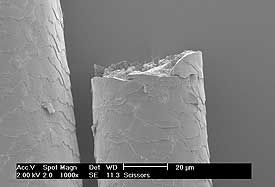 Acc.V Spot Magn Det WD 20 µm
2.00 kV 2.0 1000x SE 11.3 Scissors